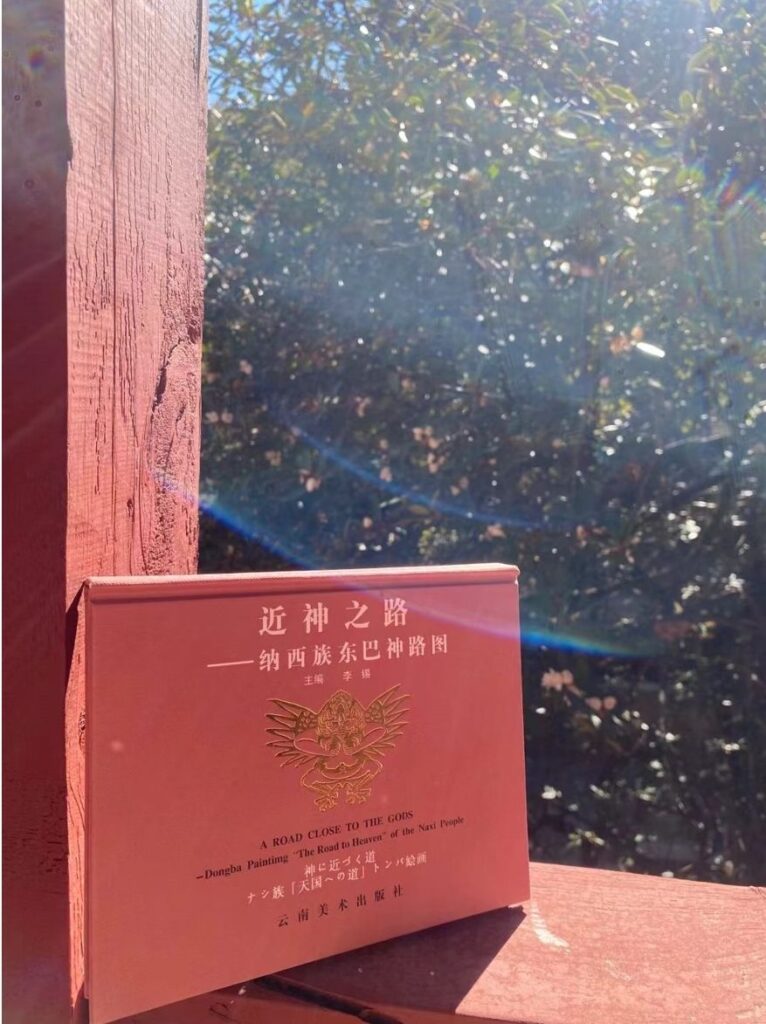 近神之路
——纳西族东巴神路图
主编 李锡
A ROAD CLOSE TO THE GODS
-Dongba Paintimg "The Road to Heaven" of the Naxi People
神に近づく道
ナシ族「天国への道」トンパ絵画
云南美术出版社